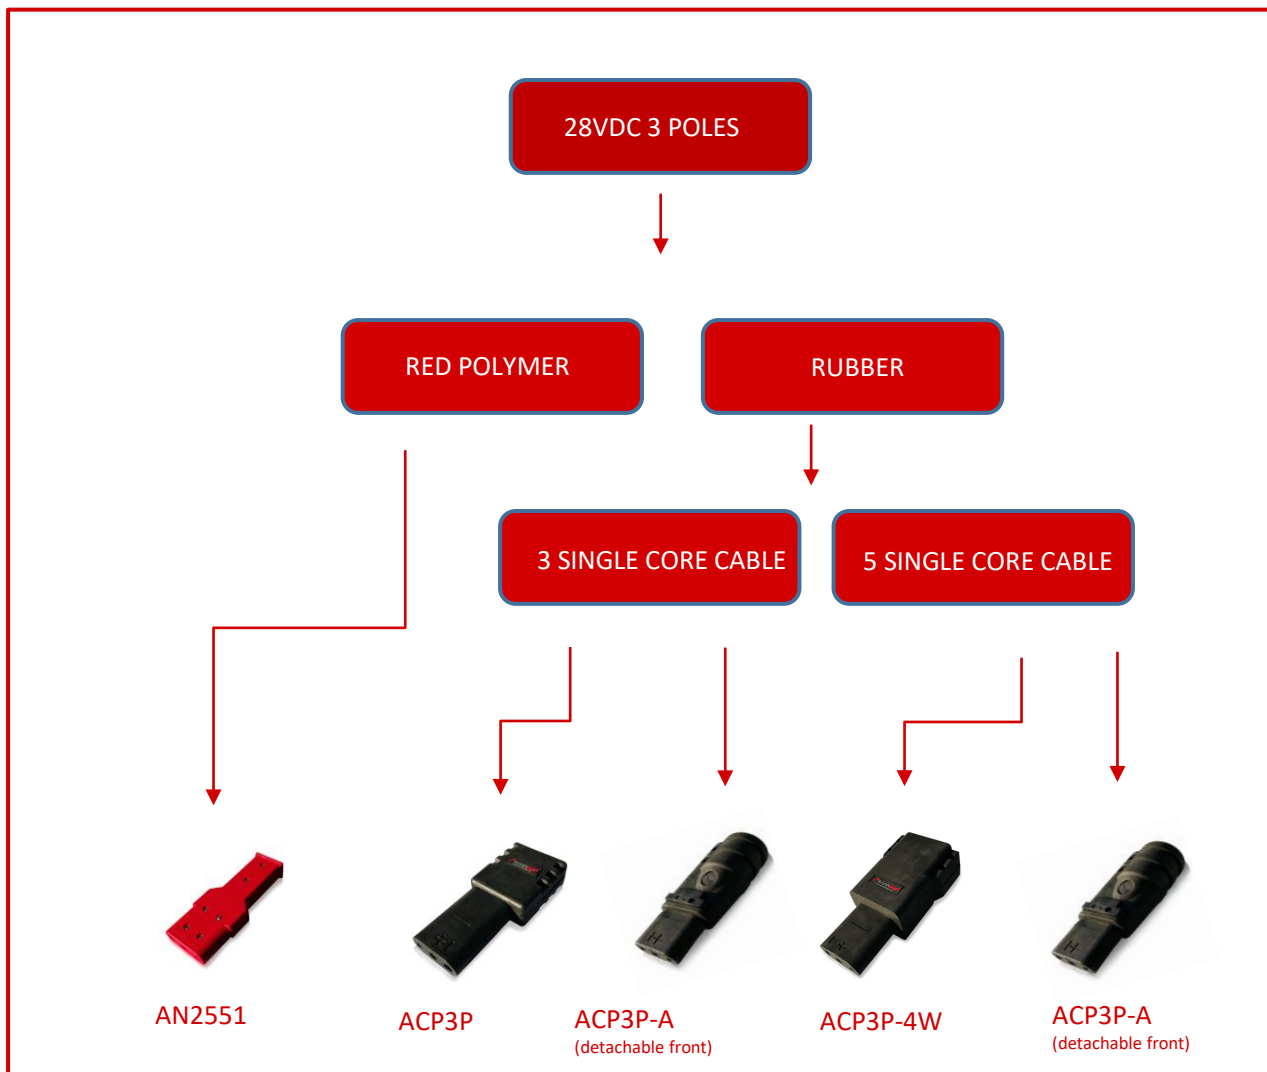 28VDC 3 POLES
RED POLYMER
RUBBER
3 SINGLE CORE CABLE
5 SINGLE CORE CABLE
H
H
AN2551
ACP3P
ACP3P-A
(detachable front)
ACP3P-4W
ACP3P-A
(detachable front)